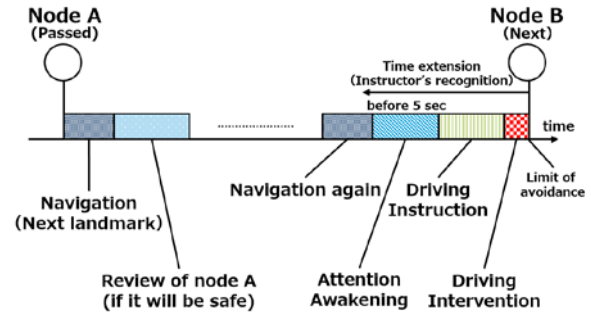 Node A
(Passed)
Node B
(Next)
Time extension
(Instructor's recognition)
before 5 sec
time
Navigation
(Next landmark)
Navigation again
Driving
Instruction
Limit of
avoidance
Review of node A
(if it will be safe)
Attention
Awakening
Driving
Intervention